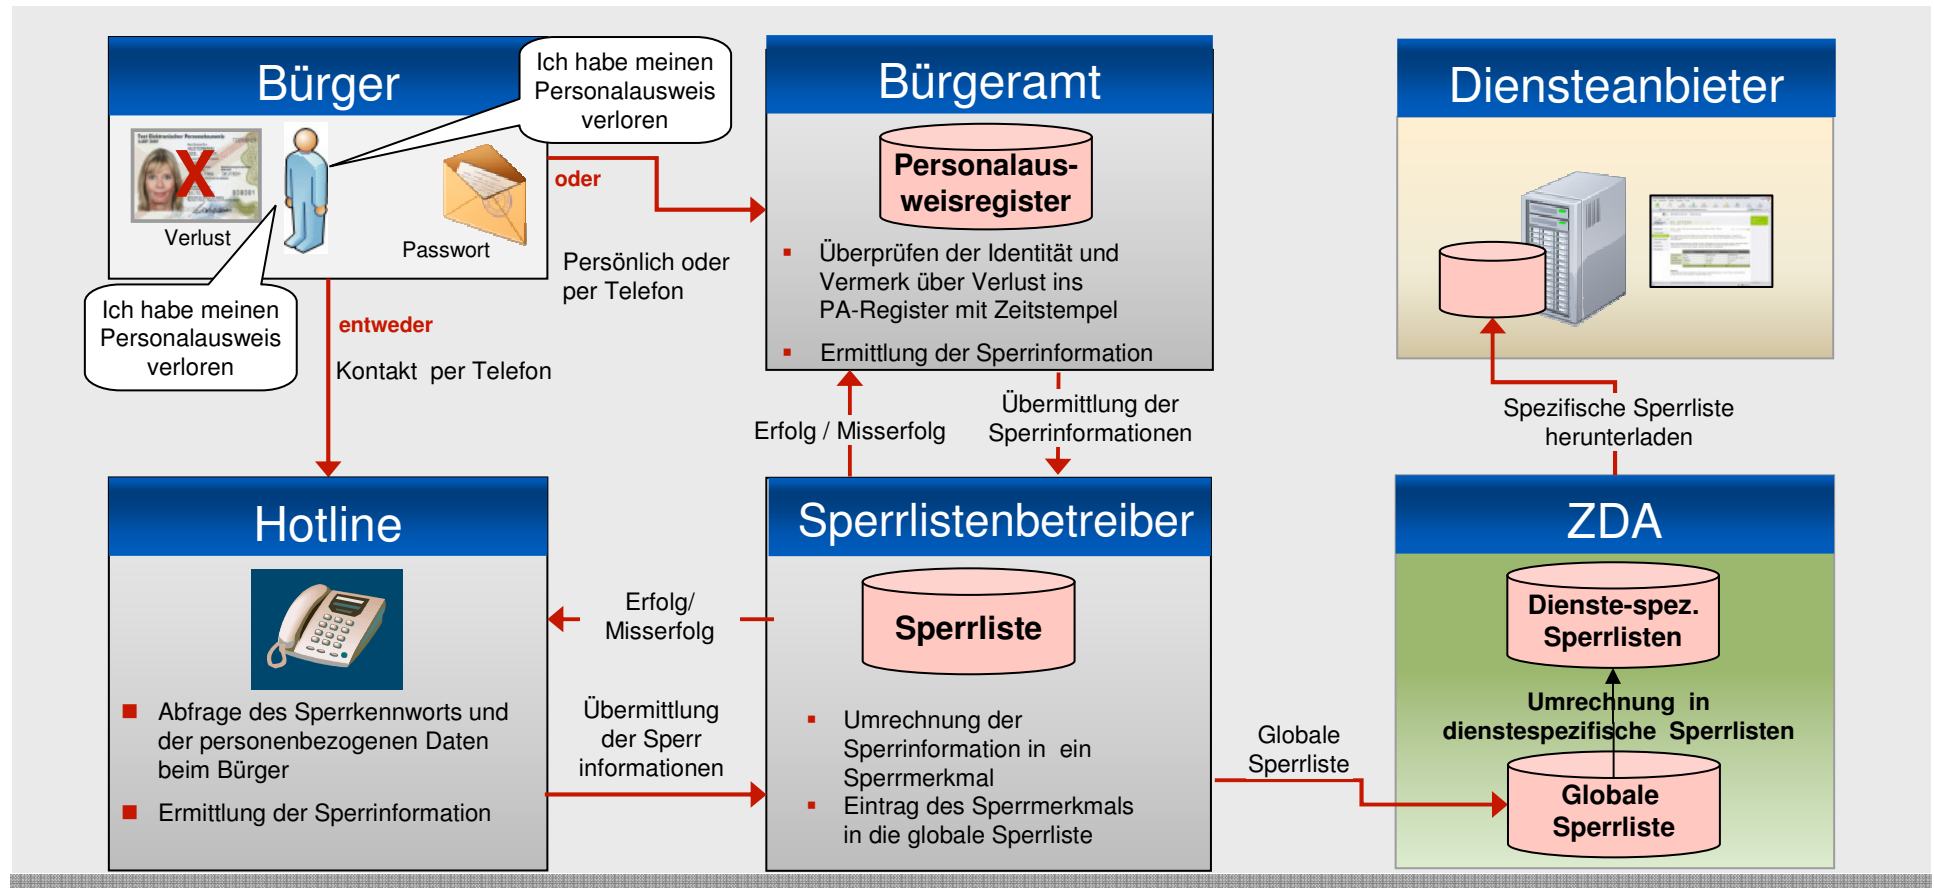 Bürger
Ich habe meinen
Personalausweis
verloren
Verlust
Passwort
Ich habe meinen
Personalausweis
verloren
oder
Persönlich oder
per Telefon
entweder
Kontakt per Telefon
Bürgeramt
Personalaus-
weisregister
Überprüfen der Identität und
Vermerk über Verlust ins
PA-Register mit Zeitstempel
Ermittlung der Sperrinformation
Diensteanbieter
Erfolg / Misserfolg
Übermittlung der
Sperrinformationen
Spezifische Sperrliste
herunterladen
Hotline
Abfrage des Sperrkennworts und
der personenbezogenen Daten
beim Bürger
Ermittlung der Sperrinformation
Erfolg/
Misserfolg
Übermittlung
der Sperr
informationen
Sperrlistenbetreiber
Sperrliste
Umrechnung der
Sperrinformation in ein
Sperrmerkmal
Eintrag des Sperrmerkmals
in die globale Sperrliste
Globale
Sperrliste
ZDA
Dienste-spez.
Sperrlisten
Umrechnung in
dienstespezifische Sperrlisten
Globale
Sperrliste